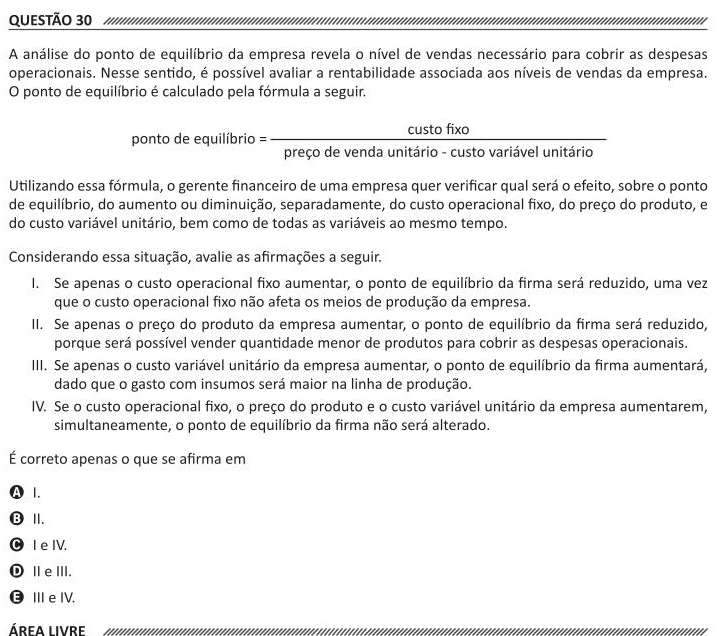 QUESTÃO 30
A análise do ponto de equilíbrio da empresa revela o nível de vendas necessário para cobrir as despesas
operacionais. Nesse sentido, é possível avaliar a rentabilidade associada aos níveis de vendas da empresa.
O ponto de equilíbrio é calculado pela fórmula a seguir.
custo fixo
ponto de equilíbrio =
preço de venda unitário - custo variável unitário
Utilizando essa fórmula, o gerente financeiro de uma empresa quer verificar qual será o efeito, sobre o ponto
de equilíbrio, do aumento ou diminuição, separadamente, do custo operacional fixo, do preço do produto, e
do custo variável unitário, bem como de todas as variáveis ao mesmo tempo.
Considerando essa situação, avalie as afirmações a seguir.
I. Se apenas o custo operacional fixo aumentar, o ponto de equilíbrio da firma será reduzido, uma vez
que o custo operacional fixo não afeta os meios de produção da empresa.
II. Se apenas o preço do produto da empresa aumentar, o ponto de equilíbrio da firma será reduzido,
porque será possível vender quantidade menor de produtos para cobrir as despesas operacionais.
III. Se apenas o custo variável unitário da empresa aumentar, o ponto de equilíbrio da firma aumentará,
dado que o gasto com insumos será maior na linha de produção.
IV. Se o custo operacional fixo, o preço do produto e o custo variável unitário da empresa aumentarem,
simultaneamente, o ponto de equilíbrio da firma não será alterado.
É correto apenas o que se afirma em
A I.
B II.
C I e IV.
D II e III.
E III e IV.
ÁREA LIVRE